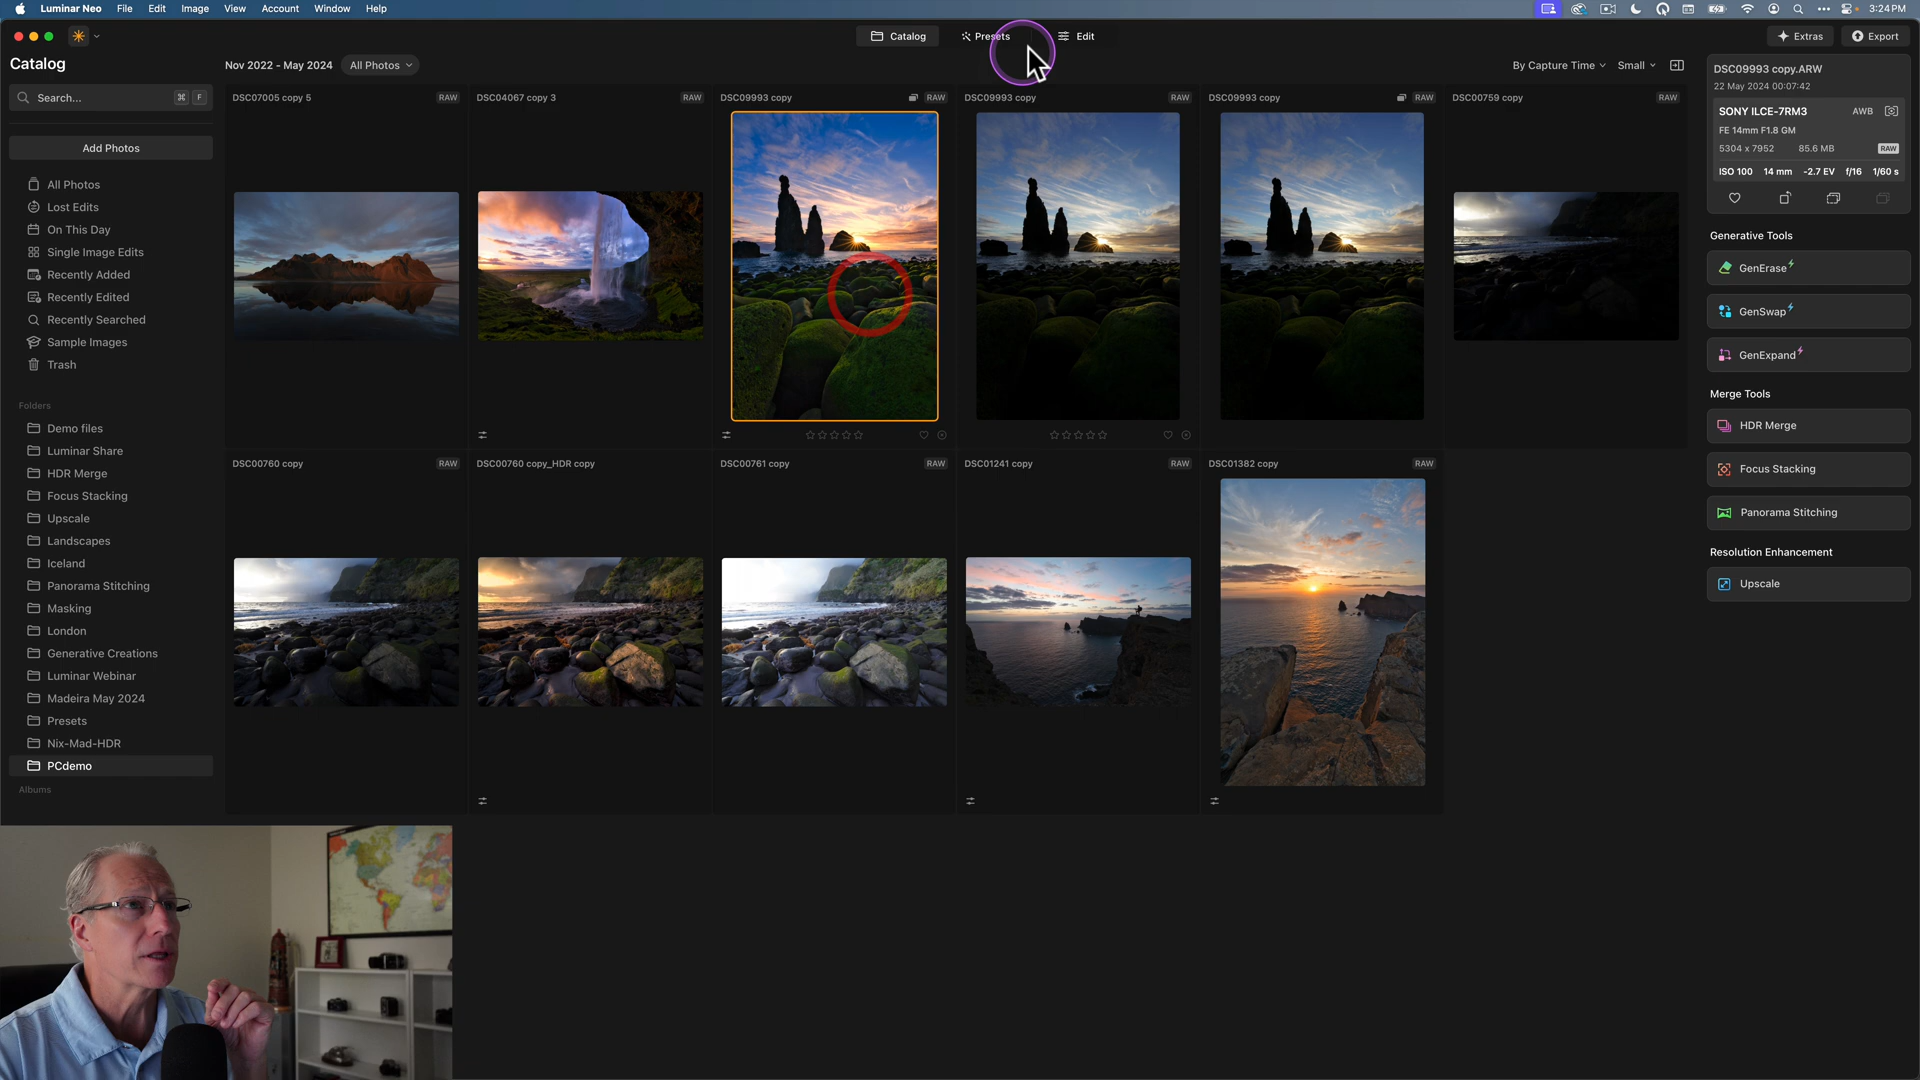 Luminar Neo File Edit Image View Account Window Help 3:24 PM
Catalog Presets Edit Extras Export
Catalog
Nov 2022 - May 2024 All Photos By Capture Time Small
Search... ⌘ F
Add Photos
All Photos
Lost Edits
On This Day
Single Image Edits
Recently Added
Recently Edited
Recently Searched
Sample Images
Trash
Folders
Demo files
Luminar Share
HDR Merge
Focus Stacking
Upscale
Landscapes
Iceland
Panorama Stitching
Masking
London
Generative Creations
Luminar Webinar
Madeira May 2024
Presets
Nix-Mad-HDR
PCdemo
Albums
DSC07005 copy 5 RAW
DSC04067 copy 3 RAW
DSC09993 copy RAW
DSC09993 copy RAW
DSC09993 copy RAW
DSC00759 copy RAW
DSC00760 copy RAW
DSC00760 copy_HDR copy
DSC00761 copy RAW
DSC01241 copy RAW
DSC01382 copy RAW
DSC09993 copy.ARW
22 May 2024 00:07:42
SONY ILCE-7RM3 AWB
FE 14mm F1.8 GM
5304 x 7952 85.6 MB RAW
ISO 100 14 mm -2.7 EV f/16 1/60 s
Generative Tools
GenErase
GenSwap
GenExpand
Merge Tools
HDR Merge
Focus Stacking
Panorama Stitching
Resolution Enhancement
Upscale